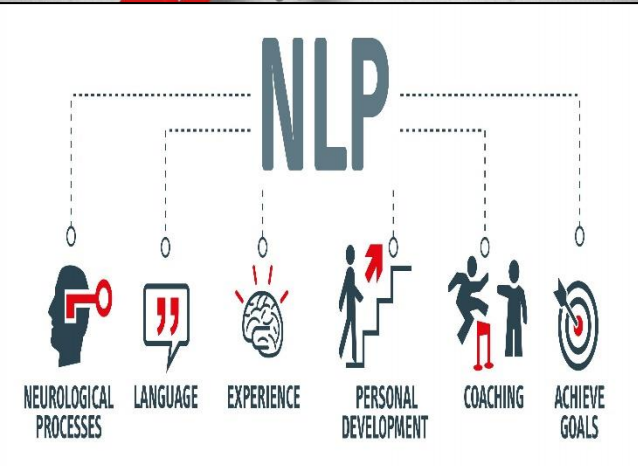 NLP
NEUROLOGICAL
PROCESSES
LANGUAGE
EXPERIENCE
PERSONAL
DEVELOPMENT
COACHING
ACHIEVE
GOALS